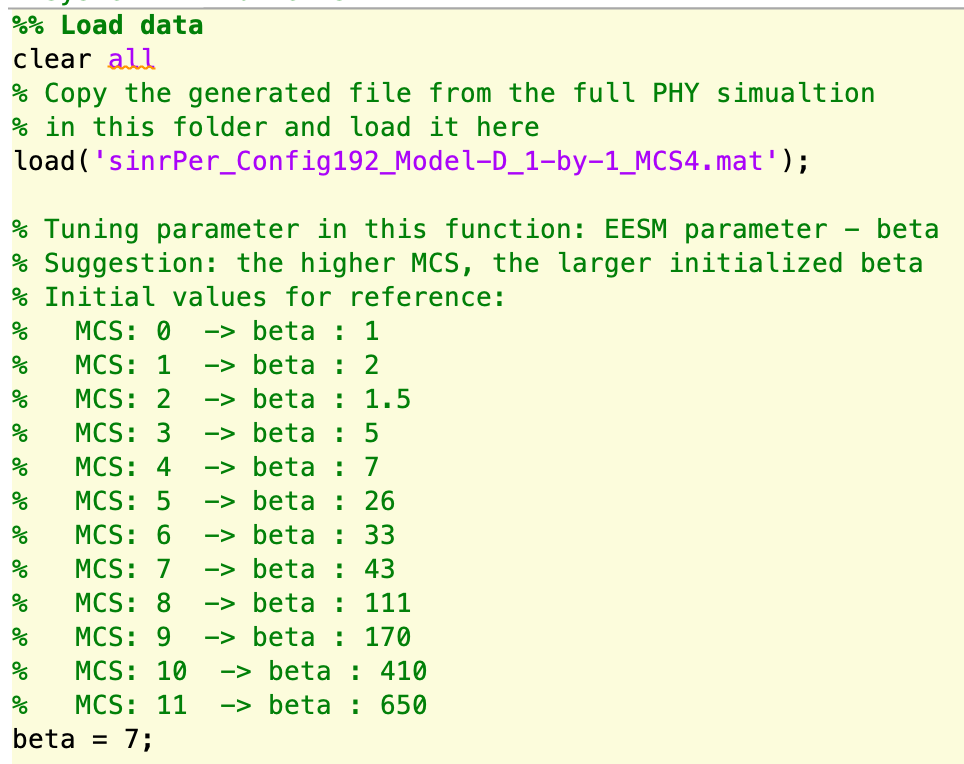 %% Load data
clear all
% Copy the generated file from the full PHY simualtion
% in this folder and load it here
load('sinrPer_Config192_Model-D_1-by-1_MCS4.mat');
% Tuning parameter in this function: EESM parameter - beta
% Suggestion: the higher MCS, the larger initialized beta
% Initial values for reference:
%   MCS: 0  -> beta : 1
%   MCS: 1  -> beta : 2
%   MCS: 2  -> beta : 1.5
%   MCS: 3  -> beta : 5
%   MCS: 4  -> beta : 7
%   MCS: 5  -> beta : 26
%   MCS: 6  -> beta : 33
%   MCS: 7  -> beta : 43
%   MCS: 8  -> beta : 111
%   MCS: 9  -> beta : 170
%   MCS: 10  -> beta : 410
%   MCS: 11  -> beta : 650
beta = 7;